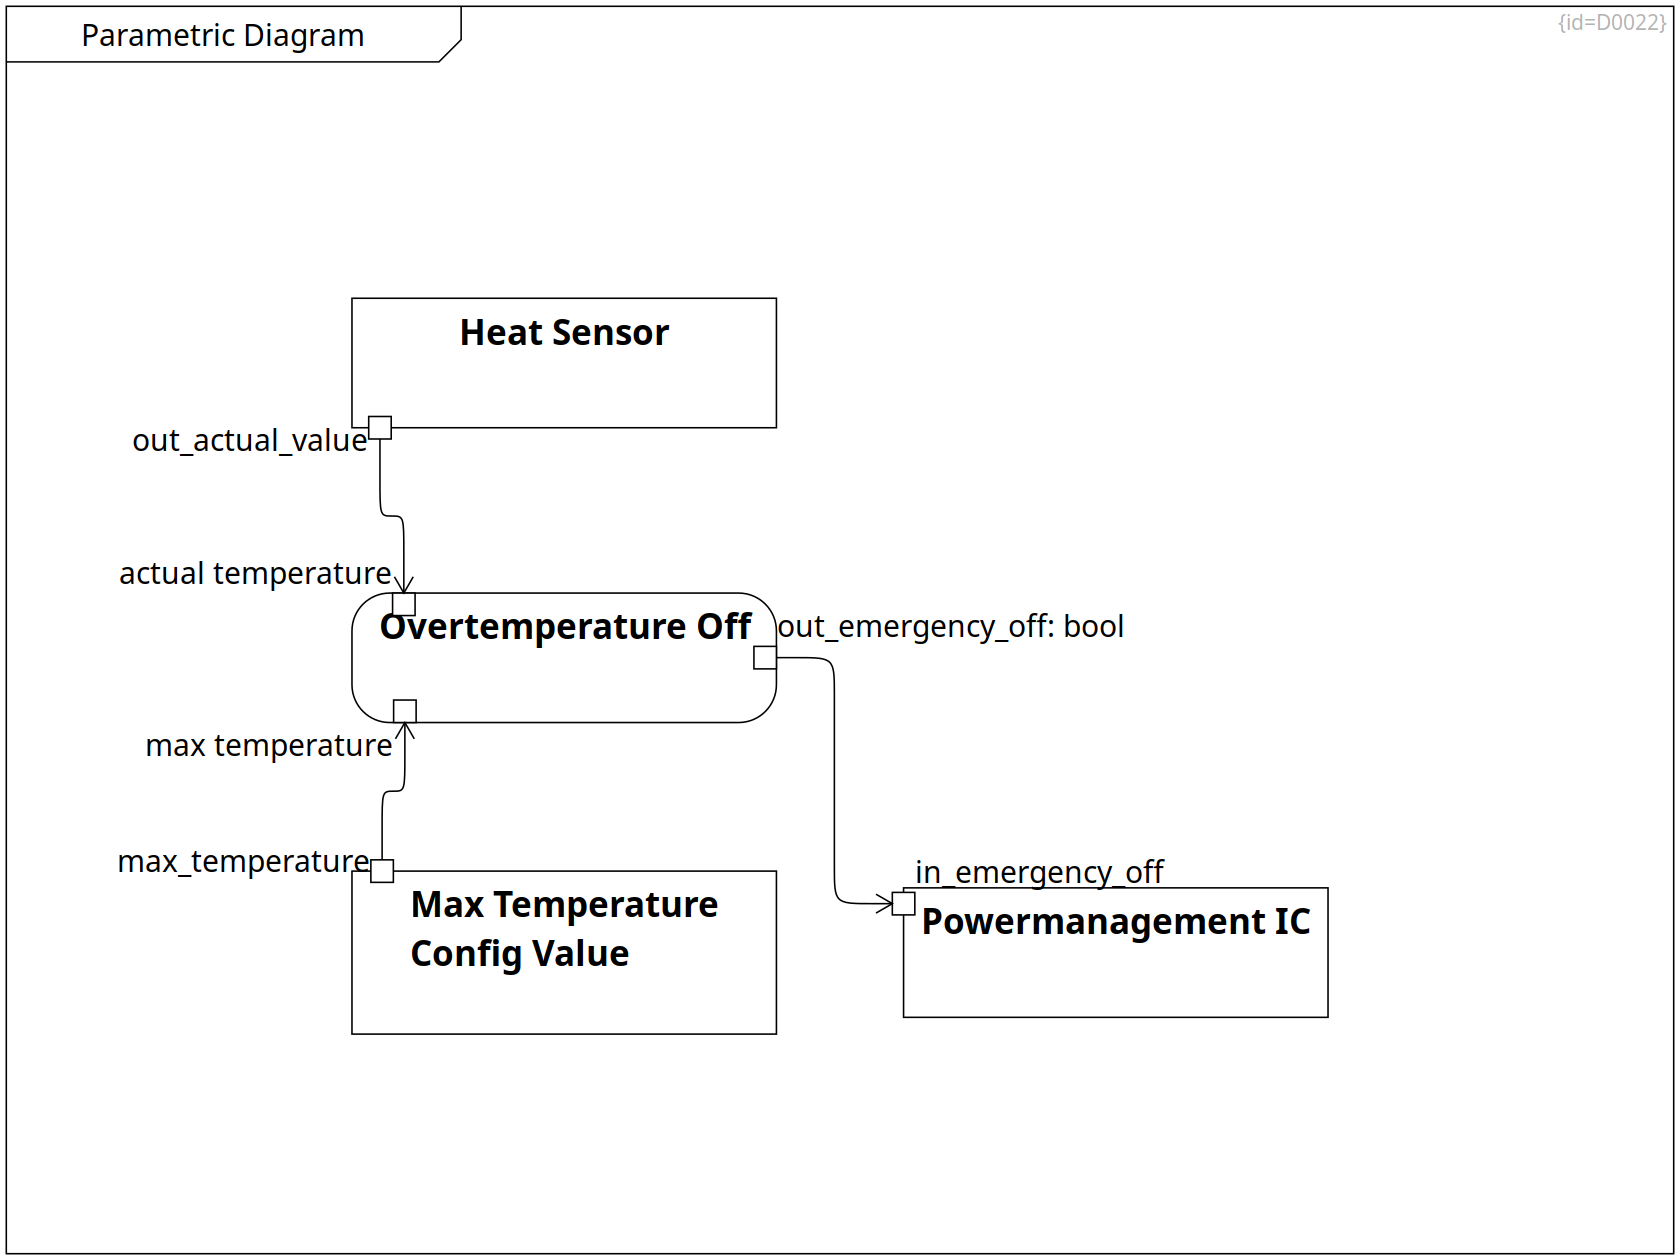 Parametric Diagram
{id=D0022}
Heat Sensor
out_actual_value
actual temperature
Overtemperature Off
out_emergency_off: bool
max temperature
max_temperature
Max Temperature
Config Value
in_emergency_off
Powermanagement IC